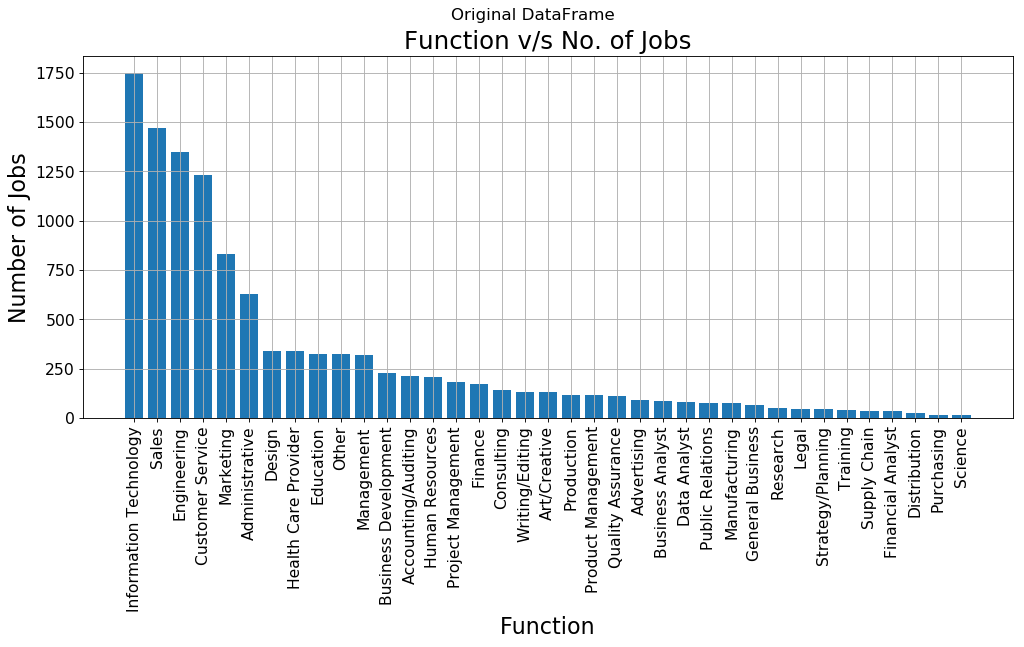 Original DataFrame
Function v/s No. of Jobs
Number of Jobs
1750
1500
1250
1000
750
500
250
0
Information Technology
Sales
Engineering
Customer Service
Marketing
Administrative
Design
Health Care Provider
Education
Other
Management
Business Development
Accounting/Auditing
Human Resources
Project Management
Finance
Consulting
Writing/Editing
Art/Creative
Production
Product Management
Quality Assurance
Advertising
Business Analyst
Data Analyst
Public Relations
Manufacturing
General Business
Research
Legal
Strategy/Planning
Training
Supply Chain
Financial Analyst
Distribution
Purchasing
Science
Function